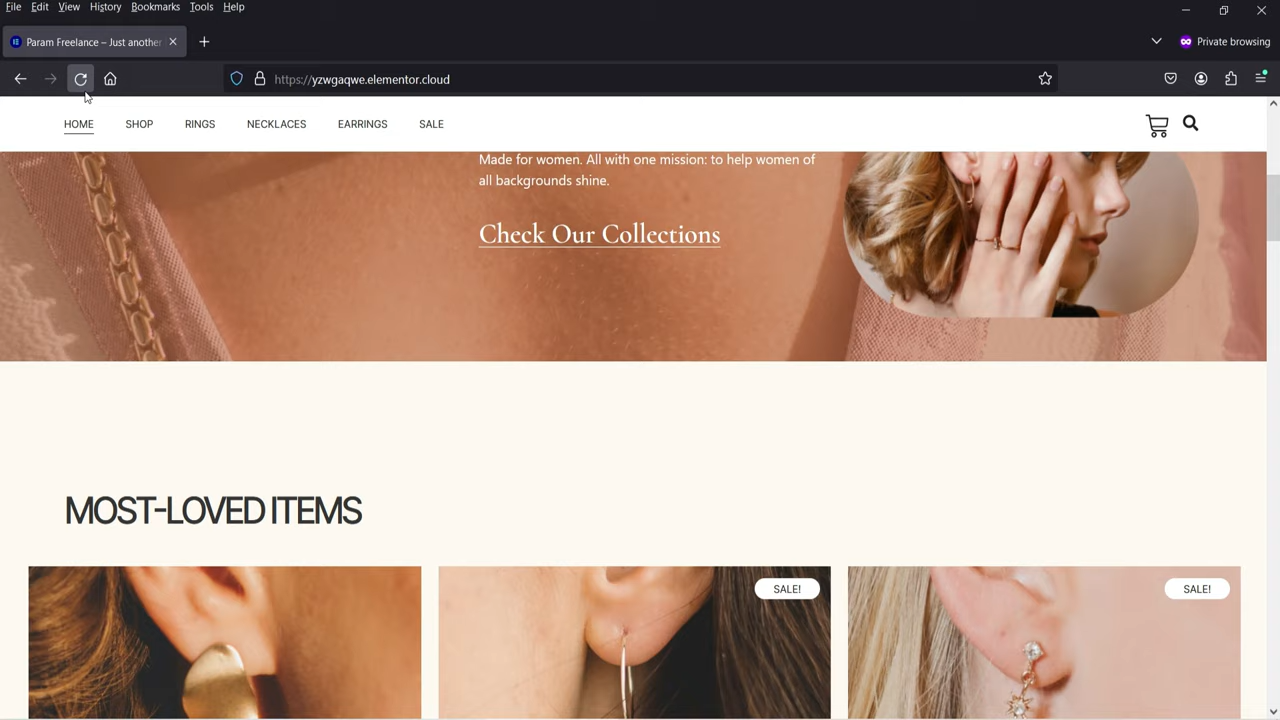 File Edit View History Bookmarks Tools Help
Param Freelance – Just another
Private browsing
https://yzwgaqwe.elementor.cloud
HOME SHOP RINGS NECKLACES EARRINGS SALE
Made for women. All with one mission: to help women of
all backgrounds shine.
Check Our Collections
MOST-LOVED ITEMS
SALE!
SALE!